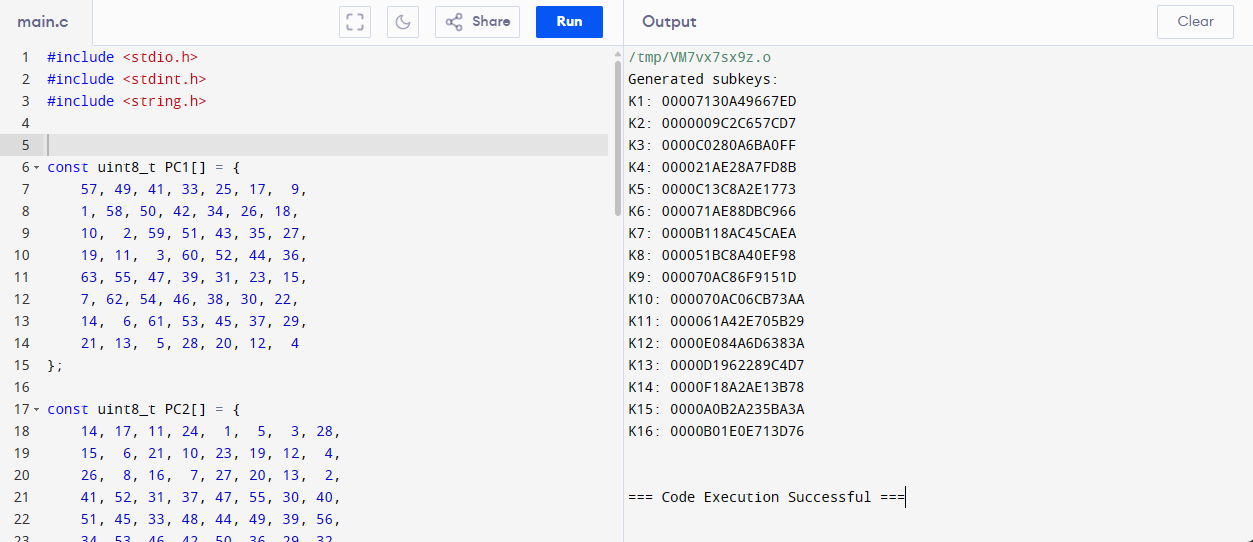 main.c
Share
Run
Output
Clear
1 #include <stdio.h>
2 #include <stdint.h>
3 #include <string.h>
4
5
6 const uint8_t PC1[] = {
7 57, 49, 41, 33, 25, 17, 9,
8 1, 58, 50, 42, 34, 26, 18,
9 10, 2, 59, 51, 43, 35, 27,
10 19, 11, 3, 60, 52, 44, 36,
11 63, 55, 47, 39, 31, 23, 15,
12 7, 62, 54, 46, 38, 30, 22,
13 14, 6, 61, 53, 45, 37, 29,
14 21, 13, 5, 28, 20, 12, 4
15 };
16
17 const uint8_t PC2[] = {
18 14, 17, 11, 24, 1, 5, 3, 28,
19 15, 6, 21, 10, 23, 19, 12, 4,
20 26, 8, 16, 7, 27, 20, 13, 2,
21 41, 52, 31, 37, 47, 55, 30, 40,
22 51, 45, 33, 48, 44, 49, 39, 56,
23 34, 53, 46, 42, 50, 36, 29, 32
/tmp/VM7vx7sx9z.o
Generated subkeys:
K1: 00007130A49667ED
K2: 0000009C2C657CD7
K3: 0000C0280A6BA0FF
K4: 000021AE28A7FD8B
K5: 0000C13C8A2E1773
K6: 000071AE88DBC966
K7: 0000B118AC45CAEA
K8: 000051BC8A40EF98
K9: 000070AC86F9151D
K10: 000070AC06CB73AA
K11: 000061A42E705B29
K12: 0000E084A6D6383A
K13: 0000D1962289C4D7
K14: 0000F18A2AE13B78
K15: 0000A0B2A235BA3A
K16: 0000B01E0E713D76
=== Code Execution Successful ===